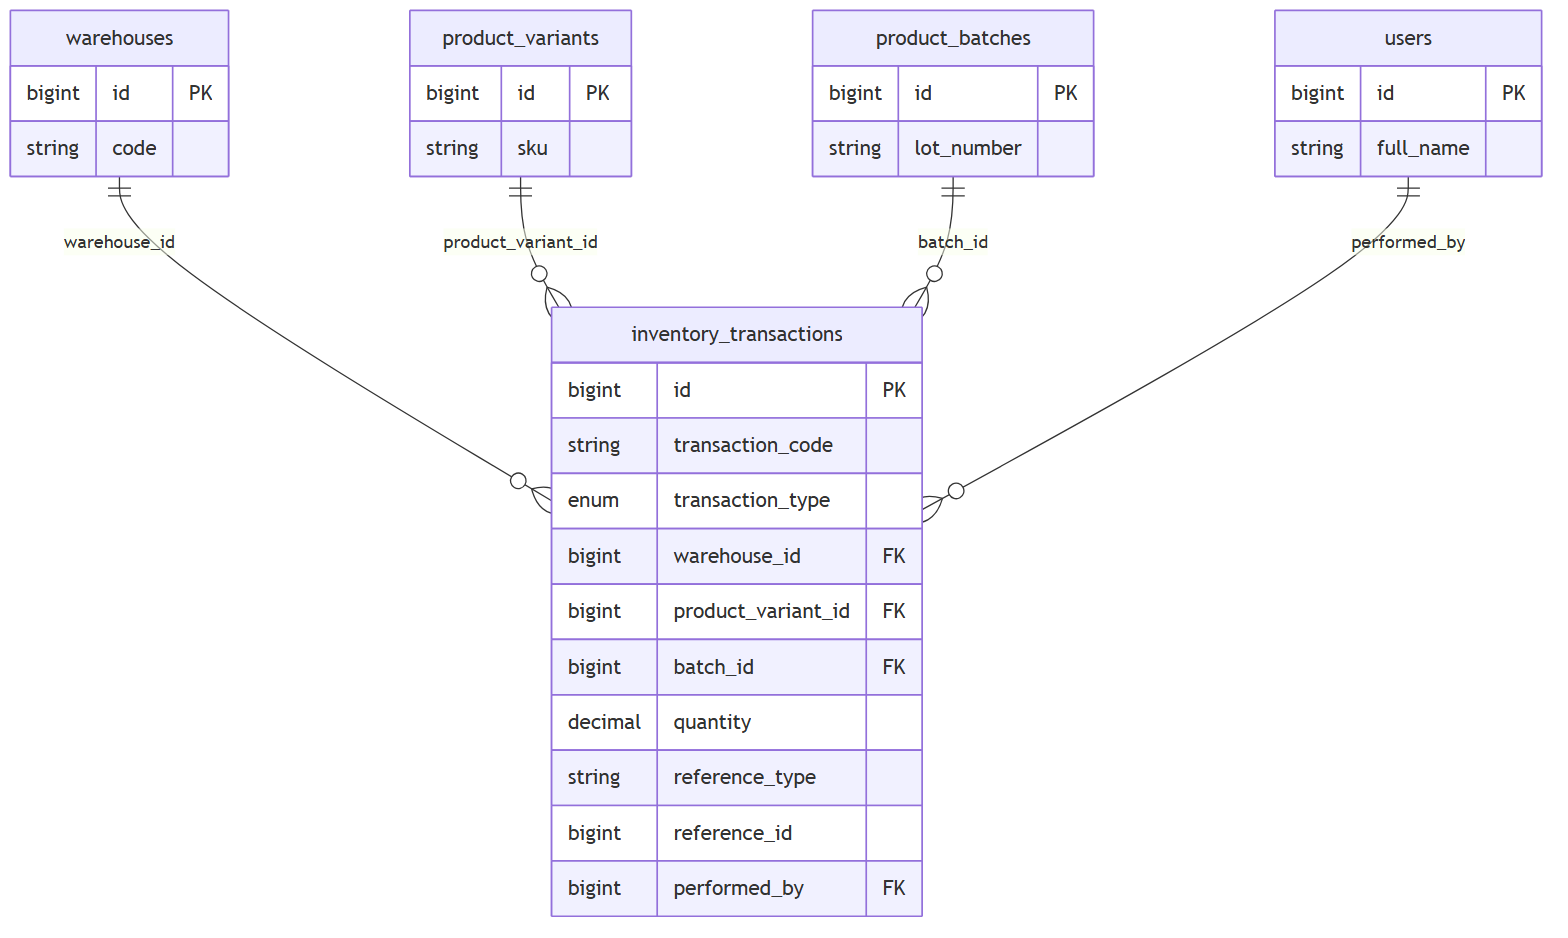 warehouses
bigint id PK
string code
product_variants
bigint id PK
string sku
product_batches
bigint id PK
string lot_number
users
bigint id PK
string full_name
warehouse_id
product_variant_id
batch_id
performed_by
inventory_transactions
bigint id PK
string transaction_code
enum transaction_type
bigint warehouse_id FK
bigint product_variant_id FK
bigint batch_id FK
decimal quantity
string reference_type
bigint reference_id
bigint performed_by FK